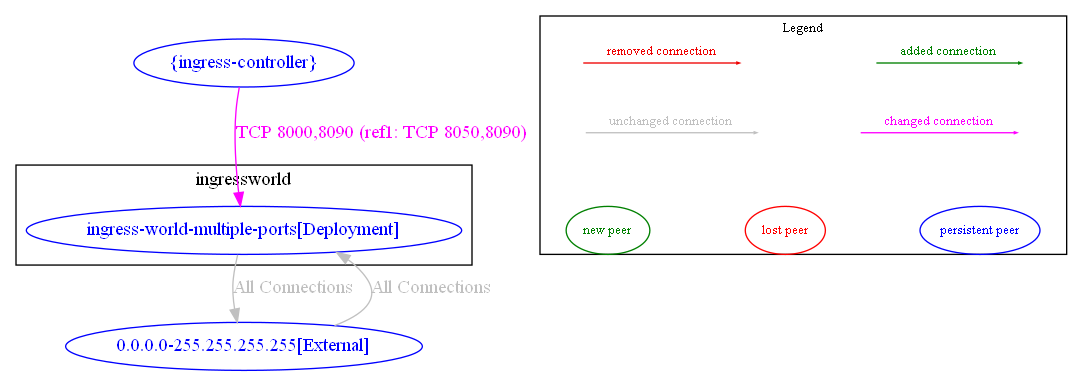 {ingress-controller}
TCP 8000,8090 (ref1: TCP 8050,8090)
ingressworld
ingress-world-multiple-ports[Deployment]
All Connections
All Connections
0.0.0.0-255.255.255.255[External]
Legend
removed connection
added connection
unchanged connection
changed connection
new peer
lost peer
persistent peer